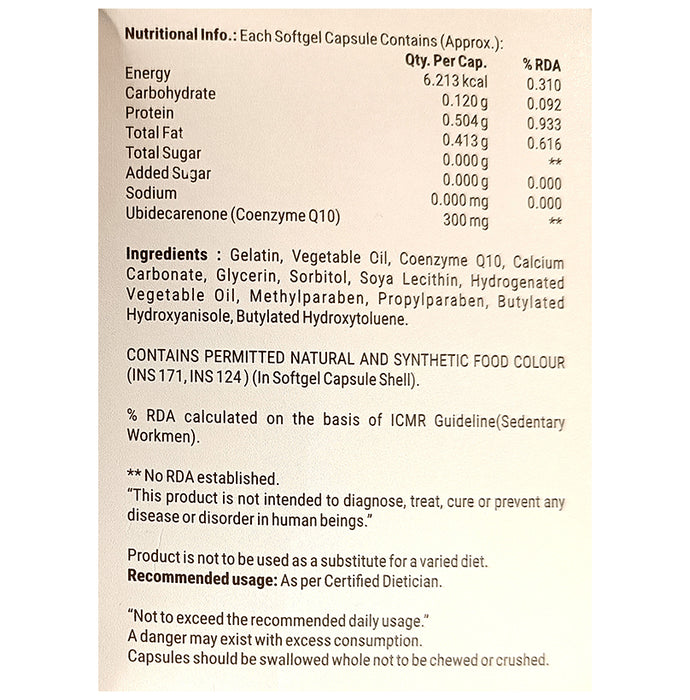 Nutritional Info.: Each Softgel Capsule Contains (Approx.):
Qty. Per Cap. % RDA
Energy 6.213 kcal 0.310
Carbohydrate 0.120 g 0.092
Protein 0.504 g 0.933
Total Fat 0.413 g 0.616
Total Sugar 0.000 g **
Added Sugar 0.000 g 0.000
Sodium 0.000 mg 0.000
Ubidecarenone (Coenzyme Q10) 300 mg **
Ingredients : Gelatin, Vegetable Oil, Coenzyme Q10, Calcium
Carbonate, Glycerin, Sorbitol, Soya Lecithin, Hydrogenated
Vegetable Oil, Methylparaben, Propylparaben, Butylated
Hydroxyanisole, Butylated Hydroxytoluene.
CONTAINS PERMITTED NATURAL AND SYNTHETIC FOOD COLOUR
(INS 171, INS 124 ) (In Softgel Capsule Shell).
% RDA calculated on the basis of ICMR Guideline(Sedentary
Workmen).
** No RDA established.
“This product is not intended to diagnose, treat, cure or prevent any
disease or disorder in human beings.”
Product is not to be used as a substitute for a varied diet.
Recommended usage: As per Certified Dietician.
“Not to exceed the recommended daily usage.”
A danger may exist with excess consumption.
Capsules should be swallowed whole not to be chewed or crushed.